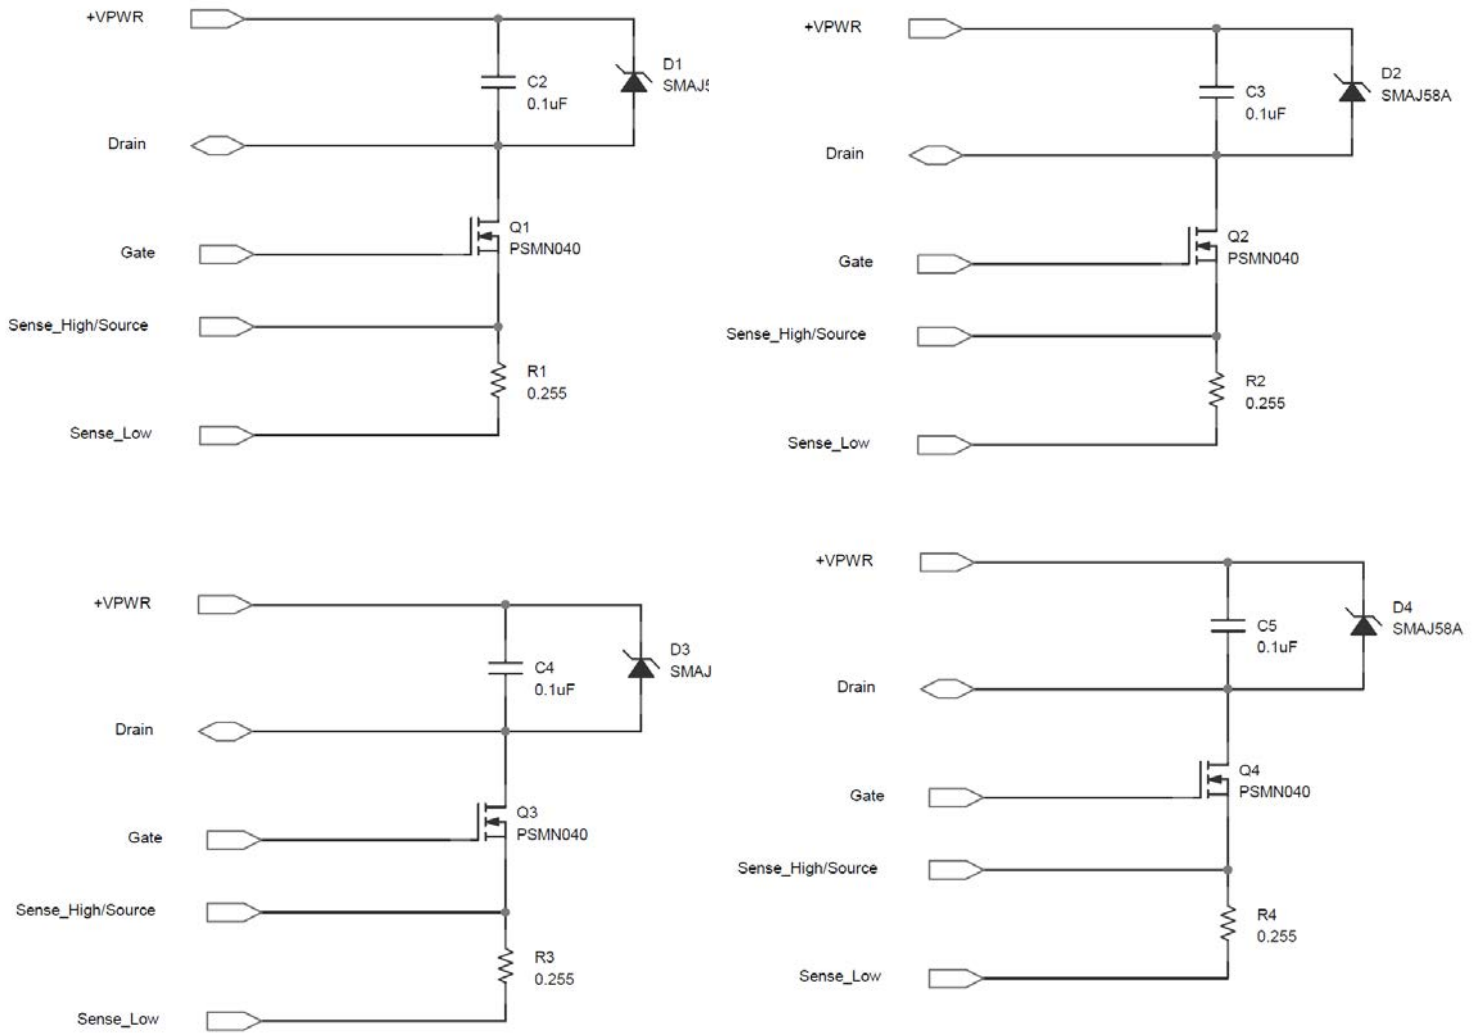 +VPWR
C2
0.1uF
D1
SMAJ5
Drain
Q1
PSMN040
Gate
Sense_High/Source
R1
0.255
Sense_Low
+VPWR
C3
0.1uF
D2
SMAJ58A
Drain
Q2
PSMN040
Gate
Sense_High/Source
R2
0.255
Sense_Low
+VPWR
C4
0.1uF
D3
SMAJ
Drain
Q3
PSMN040
Gate
Sense_High/Source
R3
0.255
Sense_Low
+VPWR
C5
0.1uF
D4
SMAJ58A
Drain
Q4
PSMN040
Gate
Sense_High/Source
R4
0.255
Sense_Low